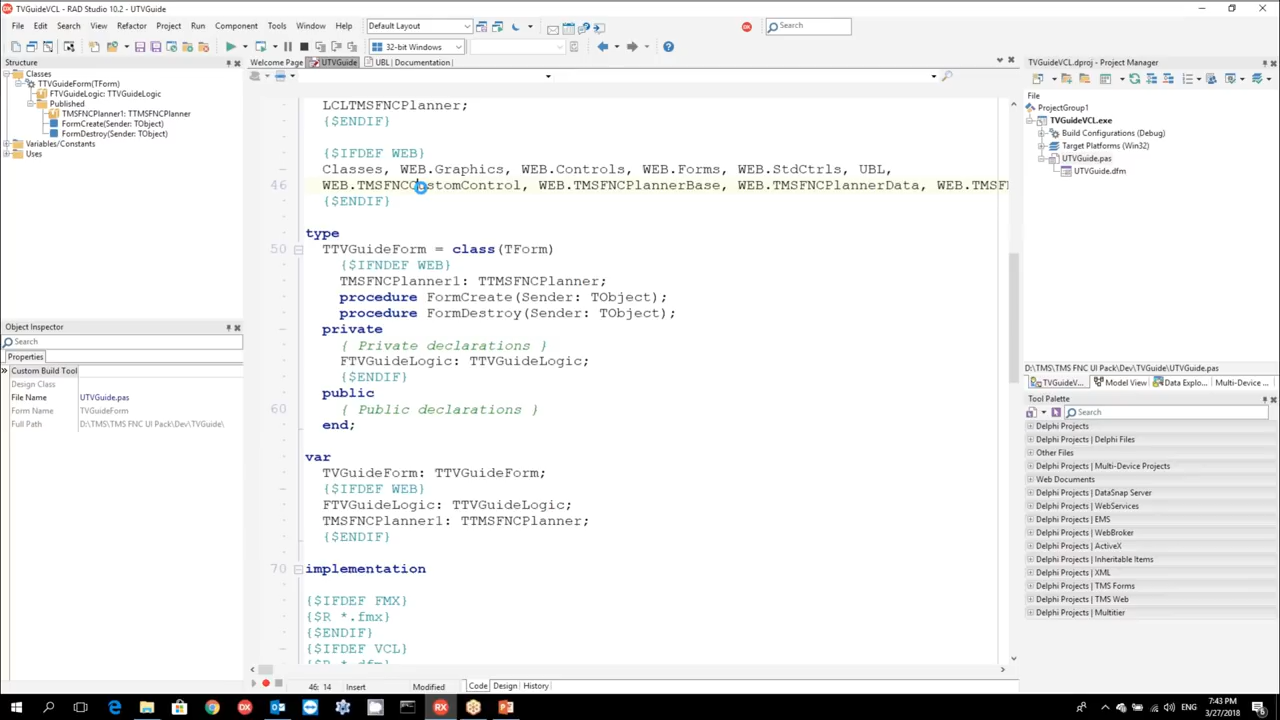 TVGuideVCL - RAD Studio 10.2 - UTVGuide
File Edit Search View Refactor Project Run Component Tools Window Help
Default Layout
Search
32-bit Windows
Structure
Classes
TTVGuideForm(TForm)
FTVGuideLogic: TTVGuideLogic
Published
TMSFNCPlanner1: TTMSFNCPlanner
FormCreate(Sender: TObject)
FormDestroy(Sender: TObject)
Variables/Constants
Uses
Object Inspector
Search
Properties
Custom Build Tool
Design Class
File Name UTVGuide.pas
Form Name TTVGuideForm
Full Path D:\TMS\TMS FNC UI Pack\Dev\TVGuide\
Welcome Page UTVGuide UBL Documentation
LCLTMSFNCPlanner;
{$ENDIF}
{$IFDEF WEB}
Classes, WEB.Graphics, WEB.Controls, WEB.Forms, WEB.StdCtrls, UBL,
46 WEB.TMSFNCCustomControl, WEB.TMSFNCPlannerBase, WEB.TMSFNCPlannerData, WEB.TMSF
{$ENDIF}
type
50 TTVGuideForm = class(TForm)
{$IFNDEF WEB}
TMSFNCPlanner1: TTMSFNCPlanner;
procedure FormCreate(Sender: TObject);
procedure FormDestroy(Sender: TObject);
private
{ Private declarations }
FTVGuideLogic: TTVGuideLogic;
{$ENDIF}
public
60 { Public declarations }
end;
var
TVGuideForm: TTVGuideForm;
{$IFDEF WEB}
FTVGuideLogic: TTVGuideLogic;
TMSFNCPlanner1: TTMSFNCPlanner;
{$ENDIF}
70 implementation
{$IFDEF FMX}
{$R *.fmx}
{$ENDIF}
{$IFDEF VCL}
{$R *.dfm}
46: 14 Insert Modified Code Design History
TVGuideVCL.dproj - Project Manager
File
ProjectGroup1
TVGuideVCL.exe
Build Configurations (Debug)
Target Platforms (Win32)
UTVGuide.pas
UTVGuide.dfm
D:\TMS\TMS FNC UI Pack\Dev\TVGuide\UTVGuide.pas
TVGuideV... Model View Data Explo... Multi-Device ...
Tool Palette
Search
Delphi Projects
Delphi Projects | Delphi Files
Other Files
Delphi Projects | Multi-Device Projects
Web Documents
Delphi Projects | DataSnap Server
Delphi Projects | WebServices
Delphi Projects | EMS
Delphi Projects | WebBroker
Delphi Projects | ActiveX
Delphi Projects | Inheritable Items
Delphi Projects | XML
Delphi Projects | TMS Forms
Delphi Projects | TMS Web
Delphi Projects | Multitier
7:43 PM
3/27/2018